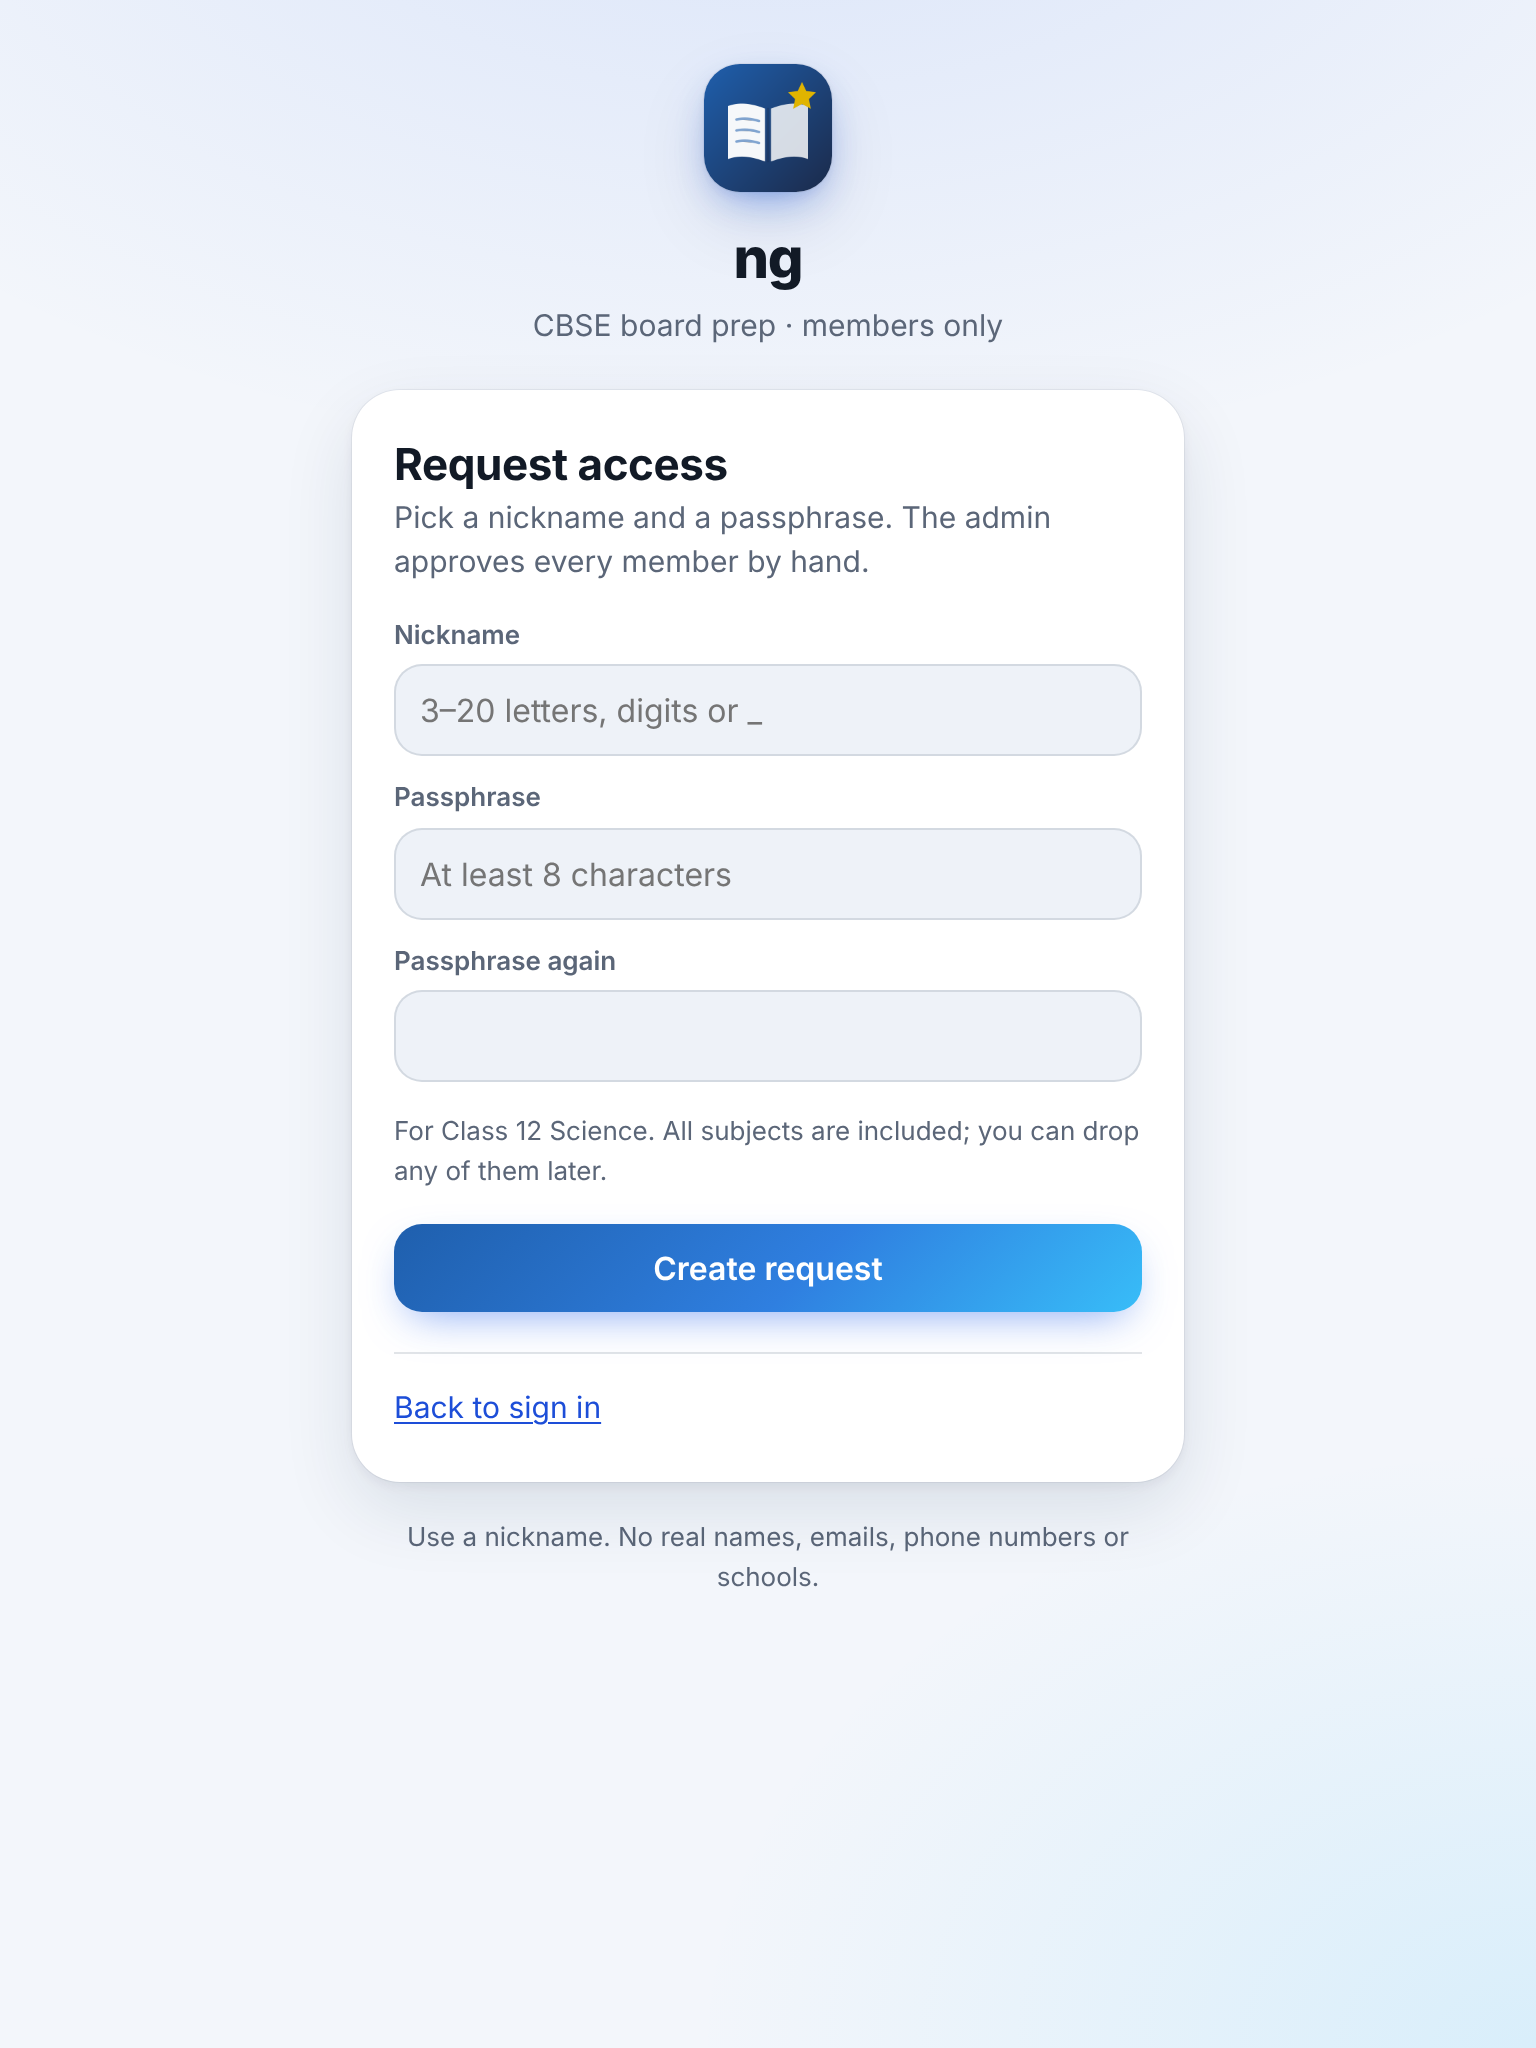 ng
CBSE board prep · members only
Request access
Pick a nickname and a passphrase. The admin
approves every member by hand.
Nickname
3–20 letters, digits or _
Passphrase
At least 8 characters
Passphrase again
For Class 12 Science. All subjects are included; you can drop
any of them later.
Create request
Back to sign in
Use a nickname. No real names, emails, phone numbers or
schools.